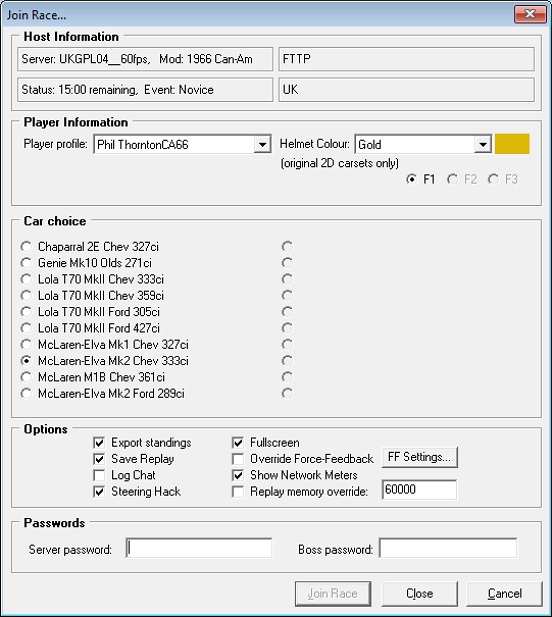 Join Race...
Host Information
Server: UKGPL04__60fps, Mod: 1966 Can-Am
FTTP
Status: 15:00 remaining, Event: Novice
UK
Player Information
Player profile: Phil ThorntonCA66
Helmet Colour: Gold
(original 2D carsets only)
F1 F2 F3
Car choice
Chaparral 2E Chev 327ci
Genie Mk10 Olds 271ci
Lola T70 MkII Chev 333ci
Lola T70 MkII Chev 359ci
Lola T70 MkII Ford 305ci
Lola T70 MkII Ford 427ci
McLaren-Elva Mk1 Chev 327ci
McLaren-Elva Mk2 Chev 333ci
McLaren M1B Chev 361ci
McLaren-Elva Mk2 Ford 289ci
Options
Export standings
Fullscreen
Save Replay
Override Force-Feedback
FF Settings...
Log Chat
Show Network Meters
Steering Hack
Replay memory override: 60000
Passwords
Server password:
Boss password:
Join Race
Close
Cancel